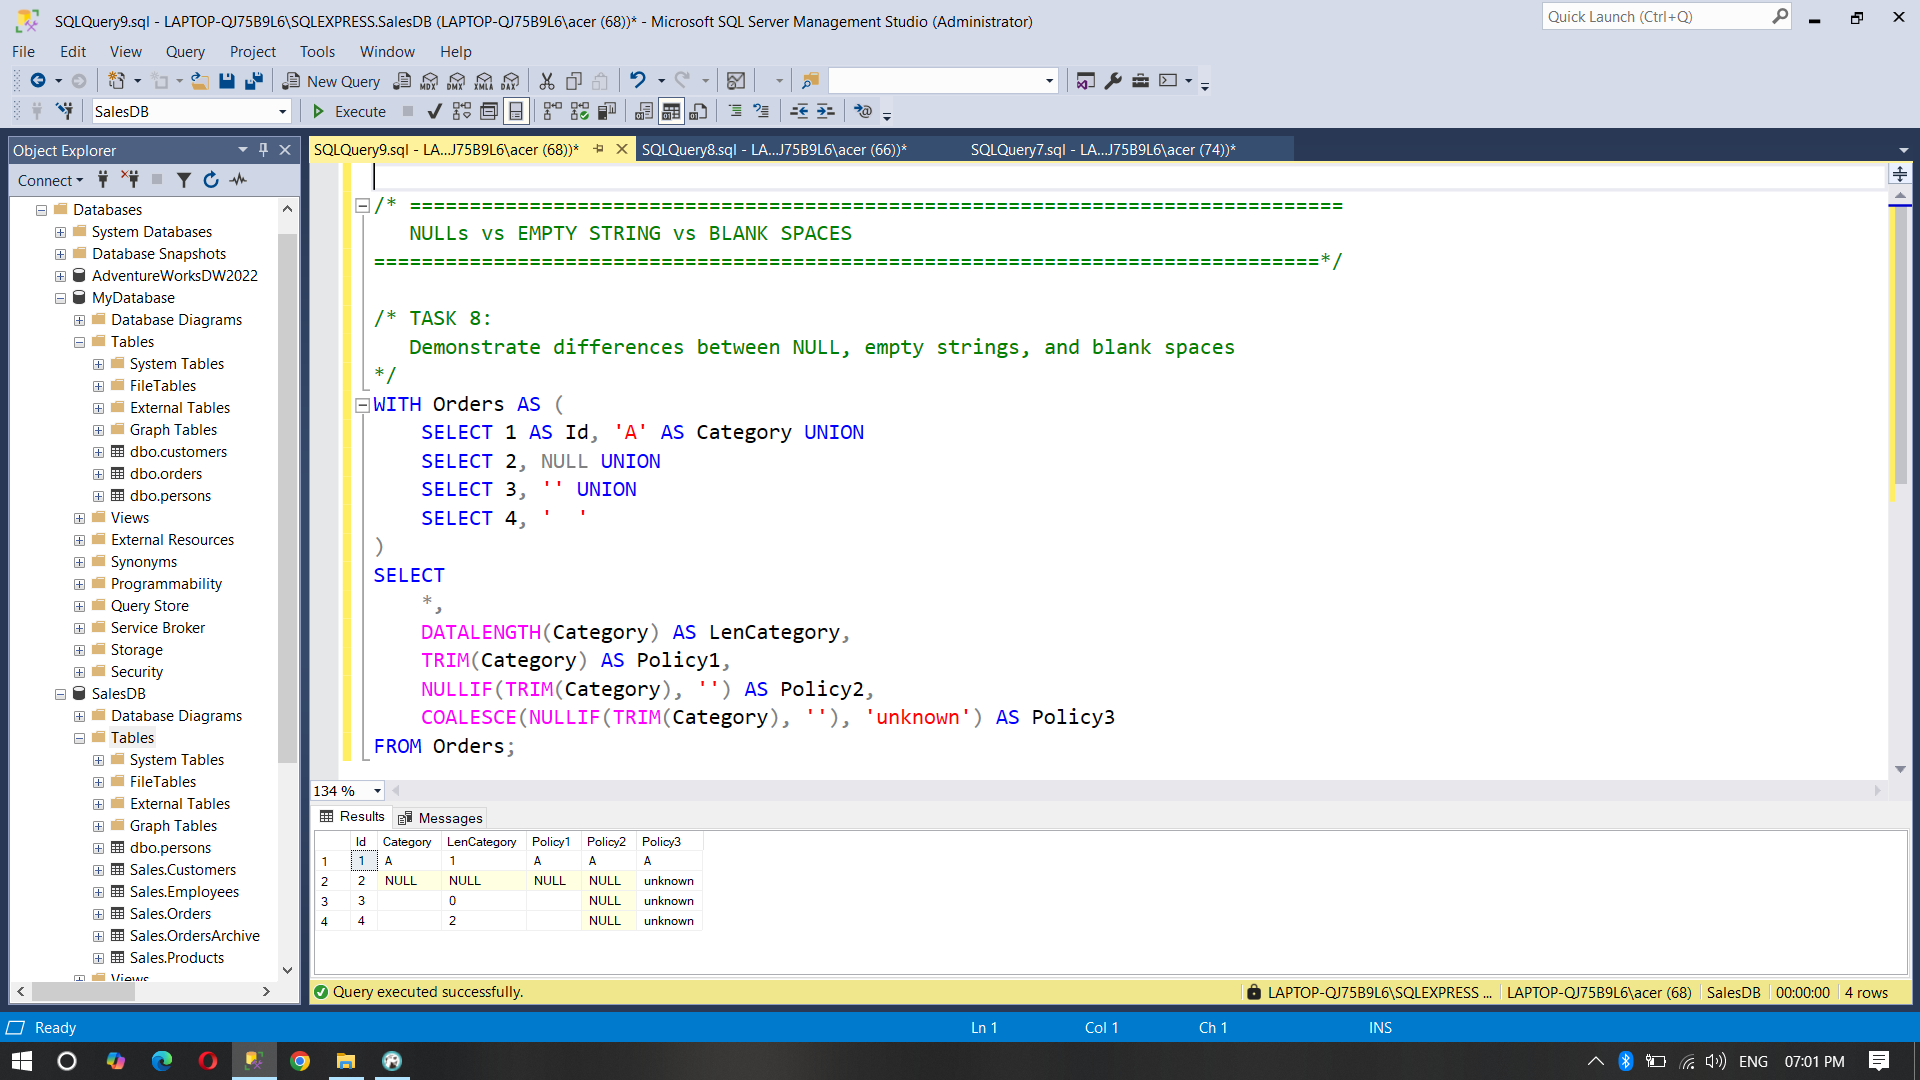 SQLQuery9.sql - LAPTOP-QJ75B9L6\SQLEXPRESS.SalesDB (LAPTOP-QJ75B9L6\acer (68))* - Microsoft SQL Server Management Studio (Administrator)
Quick Launch (Ctrl+Q)
File Edit View Query Project Tools Window Help
New Query
MDX DMX XMLA DAX
SalesDB
Execute
Object Explorer
SQLQuery9.sql - LA...J75B9L6\acer (68))*
SQLQuery8.sql - LA...J75B9L6\acer (66))*
SQLQuery7.sql - LA...J75B9L6\acer (74))*
Connect
Databases
System Databases
Database Snapshots
AdventureWorksDW2022
MyDatabase
Database Diagrams
Tables
System Tables
FileTables
External Tables
Graph Tables
dbo.customers
dbo.orders
dbo.persons
Views
External Resources
Synonyms
Programmability
Query Store
Service Broker
Storage
Security
SalesDB
Database Diagrams
Tables
System Tables
FileTables
External Tables
Graph Tables
dbo.persons
Sales.Customers
Sales.Employees
Sales.Orders
Sales.OrdersArchive
Sales.Products
Views
/* ==============================================================================
NULLs vs EMPTY STRING vs BLANK SPACES
===============================================================================*/
/* TASK 8:
Demonstrate differences between NULL, empty strings, and blank spaces
*/
WITH Orders AS (
SELECT 1 AS Id, 'A' AS Category UNION
SELECT 2, NULL UNION
SELECT 3, '' UNION
SELECT 4, '  '
)
SELECT
*,
DATALENGTH(Category) AS LenCategory,
TRIM(Category) AS Policy1,
NULLIF(TRIM(Category), '') AS Policy2,
COALESCE(NULLIF(TRIM(Category), ''), 'unknown') AS Policy3
FROM Orders;
134 %
Results Messages
Id Category LenCategory Policy1 Policy2 Policy3
1 1 A 1 A A A
2 2 NULL NULL NULL NULL unknown
3 3 0 NULL unknown
4 4 2 NULL unknown
Query executed successfully.
LAPTOP-QJ75B9L6\SQLEXPRESS ... LAPTOP-QJ75B9L6\acer (68) SalesDB 00:00:00 4 rows
Ready
Ln 1 Col 1 Ch 1 INS
ENG 07:01 PM